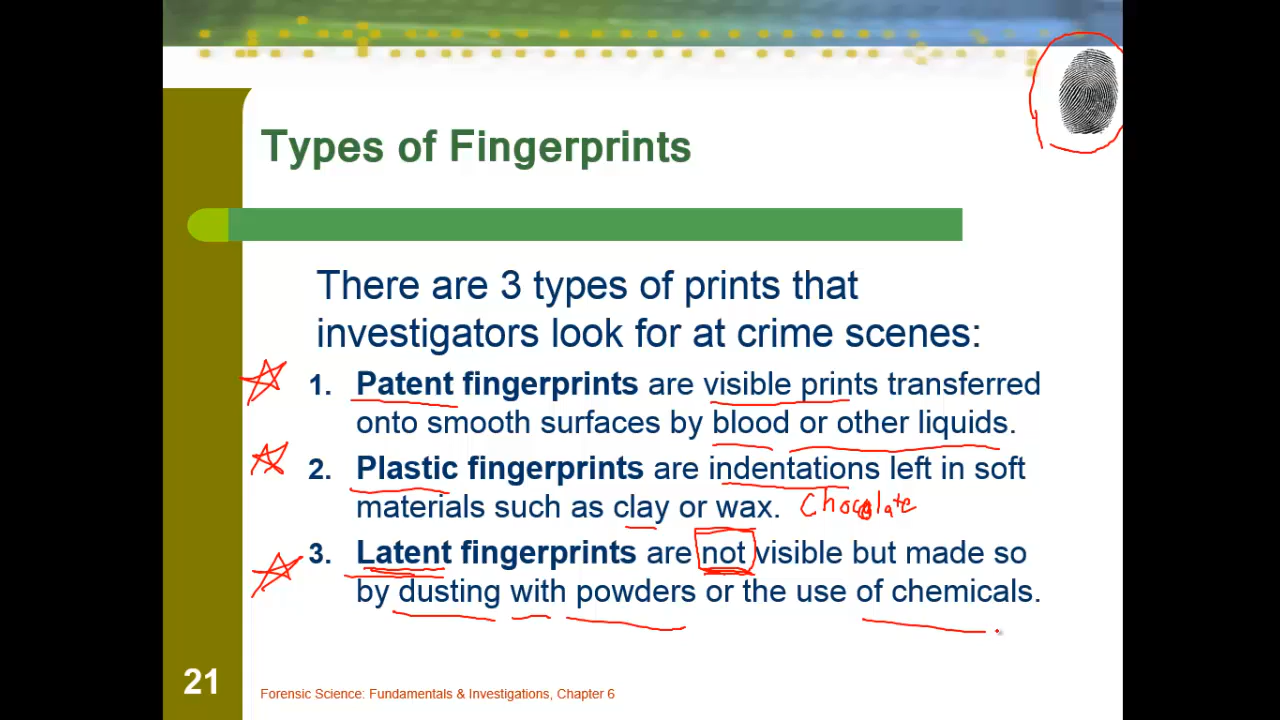 Types of Fingerprints
There are 3 types of prints that
investigators look for at crime scenes:
1. Patent fingerprints are visible prints transferred
onto smooth surfaces by blood or other liquids.
2. Plastic fingerprints are indentations left in soft
materials such as clay or wax. Chocolate
3. Latent fingerprints are not visible but made so
by dusting with powders or the use of chemicals.
21
Forensic Science: Fundamentals & Investigations, Chapter 6